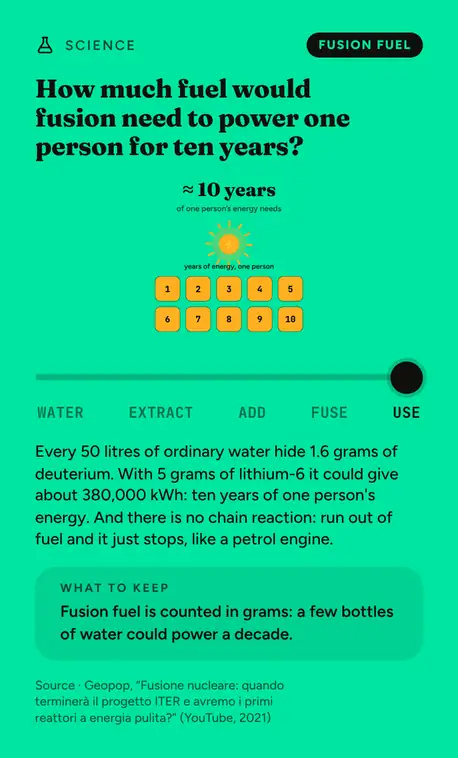 SCIENCE
FUSION FUEL
How much fuel would
fusion need to power one
person for ten years?
≈ 10 years
of one person's energy needs
years of energy, one person
1 2 3 4 5
6 7 8 9 10
WATER EXTRACT ADD FUSE USE
Every 50 litres of ordinary water hide 1.6 grams of
deuterium. With 5 grams of lithium-6 it could give
about 380,000 kWh: ten years of one person's
energy. And there is no chain reaction: run out of
fuel and it just stops, like a petrol engine.
WHAT TO KEEP
Fusion fuel is counted in grams: a few bottles
of water could power a decade.
Source · Geopop, "Fusione nucleare: quando
terminerà il progetto ITER e avremo i primi
reattori a energia pulita?" (YouTube, 2021)